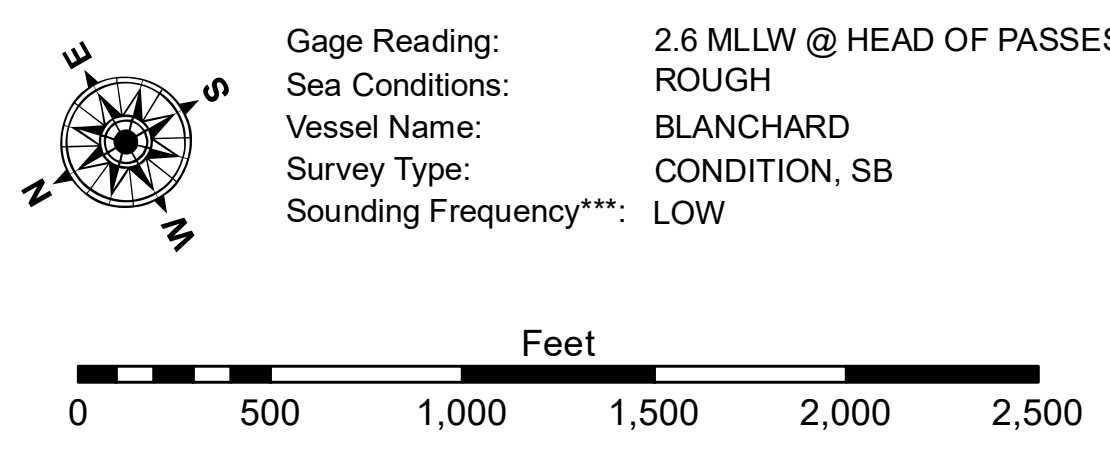 E
S
N
W
Gage Reading: 2.6 MLLW @ HEAD OF PASSES
Sea Conditions: ROUGH
Vessel Name: BLANCHARD
Survey Type: CONDITION, SB
Sounding Frequency***: LOW
Feet
0 500 1,000 1,500 2,000 2,500